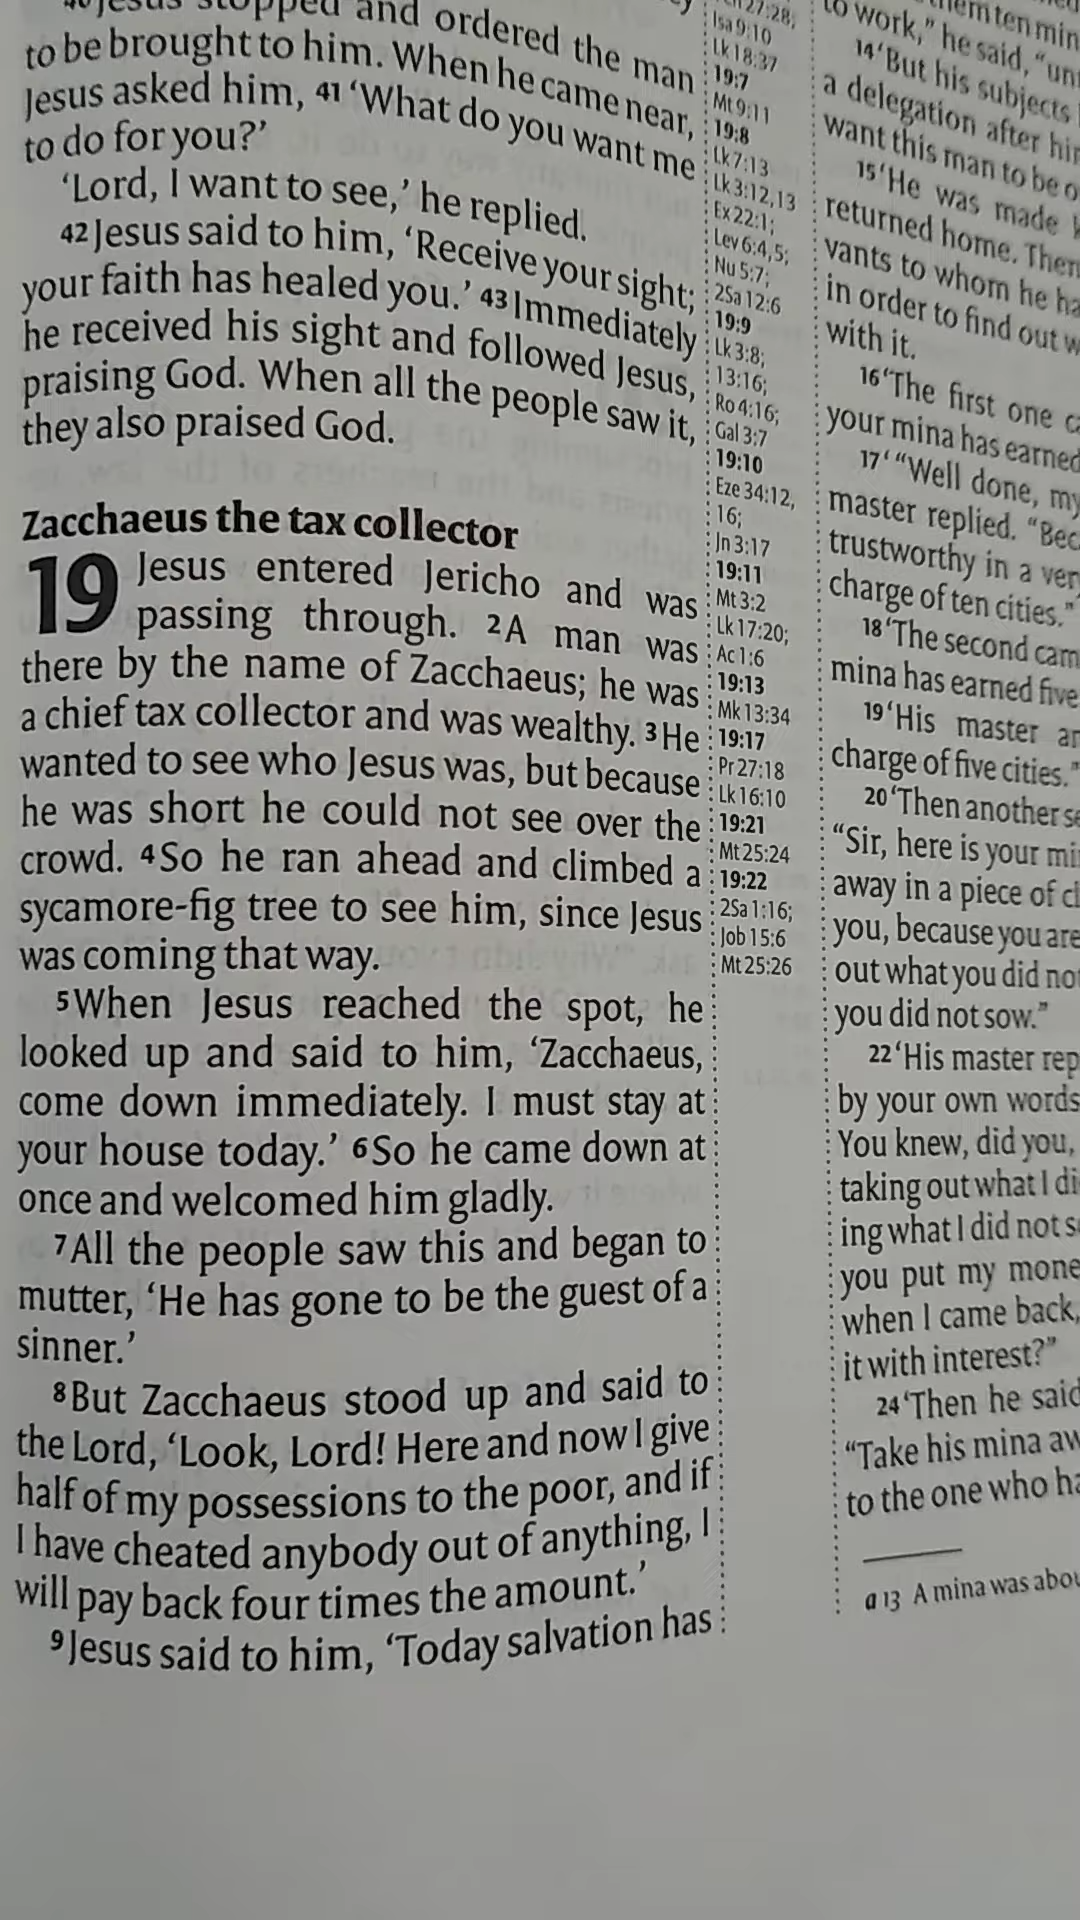 40 Jesus stopped and ordered the man
to be brought to him. When he came near,
Jesus asked him, 41 ‘What do you want me
to do for you?’
‘Lord, I want to see,’ he replied.
42 Jesus said to him, ‘Receive your sight;
your faith has healed you.’ 43 Immediately
he received his sight and followed Jesus,
praising God. When all the people saw it,
they also praised God.
Zacchaeus the tax collector
19 Jesus entered Jericho and was
passing through. 2 A man was
there by the name of Zacchaeus; he was
a chief tax collector and was wealthy. 3 He
wanted to see who Jesus was, but because
he was short he could not see over the
crowd. 4 So he ran ahead and climbed a
sycamore-fig tree to see him, since Jesus
was coming that way.
5 When Jesus reached the spot, he
looked up and said to him, ‘Zacchaeus,
come down immediately. I must stay at
your house today.’ 6 So he came down at
once and welcomed him gladly.
7 All the people saw this and began to
mutter, ‘He has gone to be the guest of a
sinner.’
8 But Zacchaeus stood up and said to
the Lord, ‘Look, Lord! Here and now I give
half of my possessions to the poor, and if
I have cheated anybody out of anything, I
will pay back four times the amount.’
9 Jesus said to him, ‘Today salvation has
27:28;
Isa 9:10
Lk 18:37
19:7
Mt 9:11
19:8
Lk 7:13
Lk 3:12,13
Ex 22:1;
Lev 6:4,5;
Nu 5:7;
2Sa 12:6
19:9
Lk 3:8;
13:16;
Ro 4:16;
Gal 3:7
19:10
Eze 34:12,
16;
Jn 3:17
19:11
Mt 3:2
Lk 17:20;
Ac 1:6
19:13
Mk 13:34
19:17
Pr 27:18
Lk 16:10
19:21
Mt 25:24
19:22
2Sa 1:16;
Job 15:6
Mt 25:26
ten min
to work,” he said, “
14 ‘But his subjects
a delegation after
want this man to be
15 ‘He was made
returned home. Then
vants to whom he
in order to find out
with it.
16 ‘The first one
your mina has earned
17 ‘ “Well done, my
master replied. “
trustworthy in a
charge of ten cities.”
18 ‘The second
mina has earned five
19 ‘His master
charge of five cities.”
20 ‘Then another
“Sir, here is your
away in a piece of
you, because you are
out what you did
you did not sow.”
22 ‘His master
by your own words
You knew, did you,
taking out what I
ing what I did not
you put my
when I came back,
it with interest?”
24 ‘Then he said
“Take his mina
to the one who
a 13 A mina was